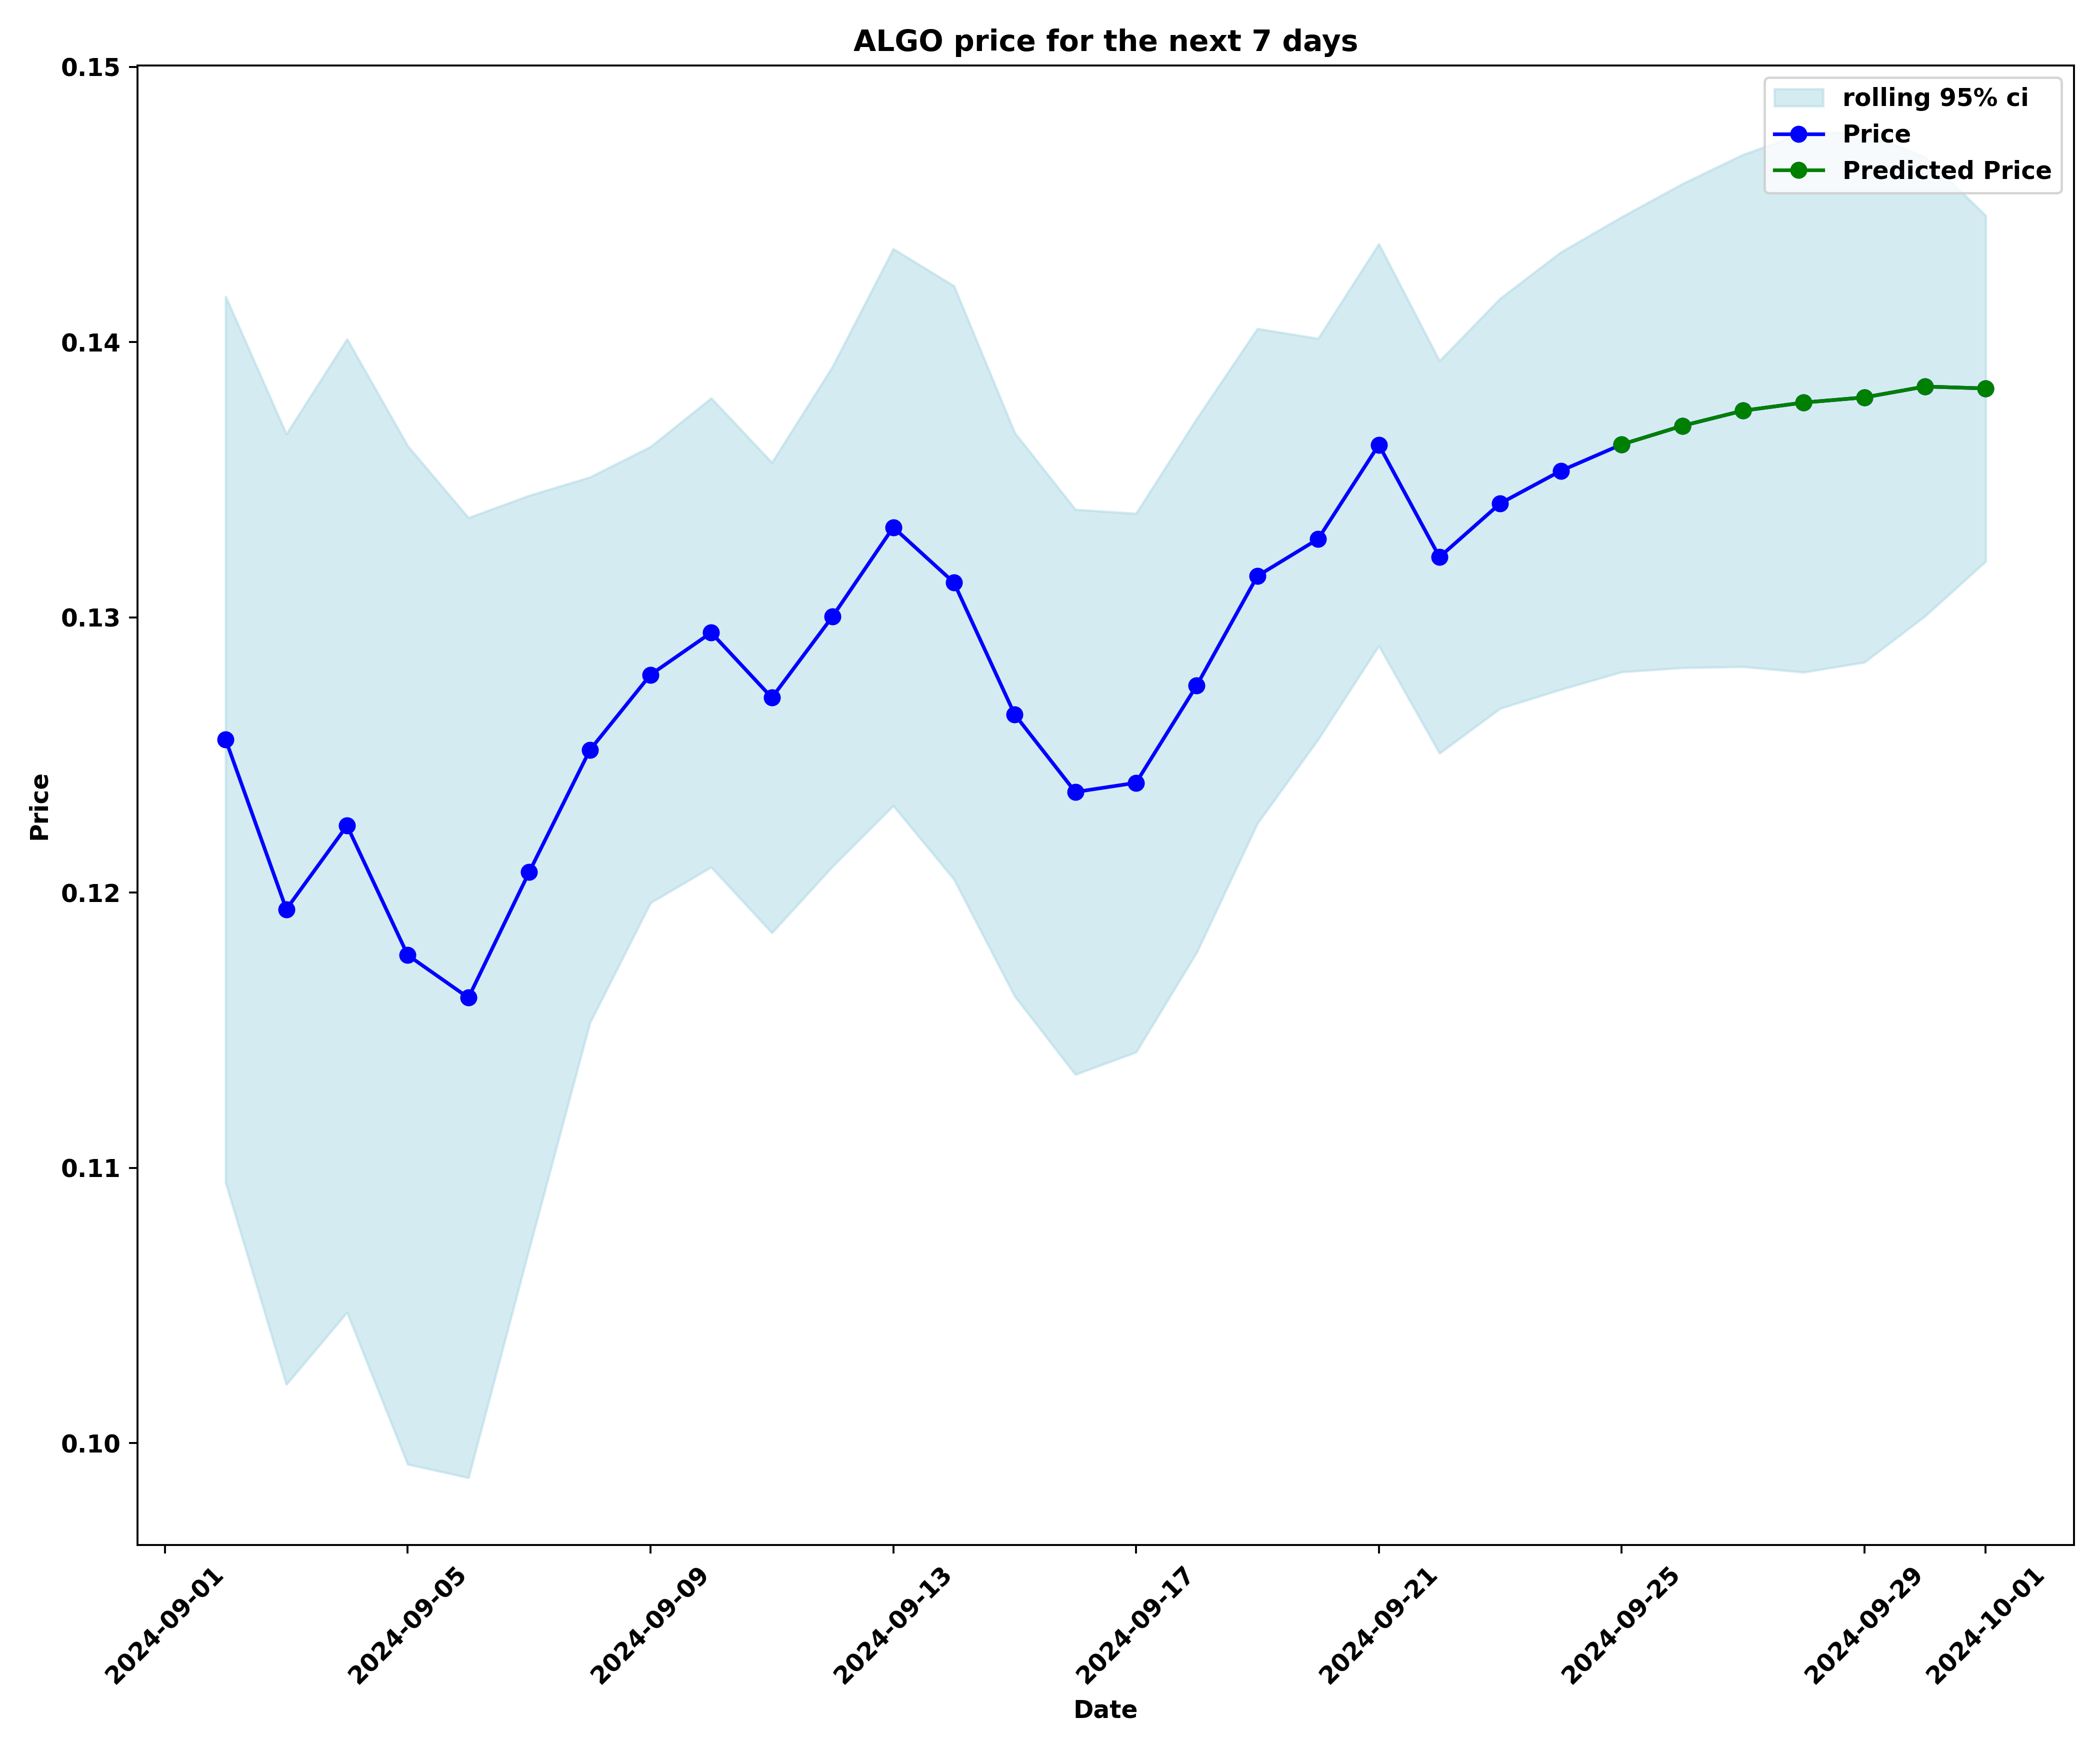 ALGO price for the next 7 days
0.15
0.14
0.13
0.12
0.11
0.10
Price
rolling 95% ci
Price
Predicted Price
2024-09-01
2024-09-05
2024-09-09
2024-09-13
2024-09-17
2024-09-21
2024-09-25
2024-09-29
2024-10-01
Date